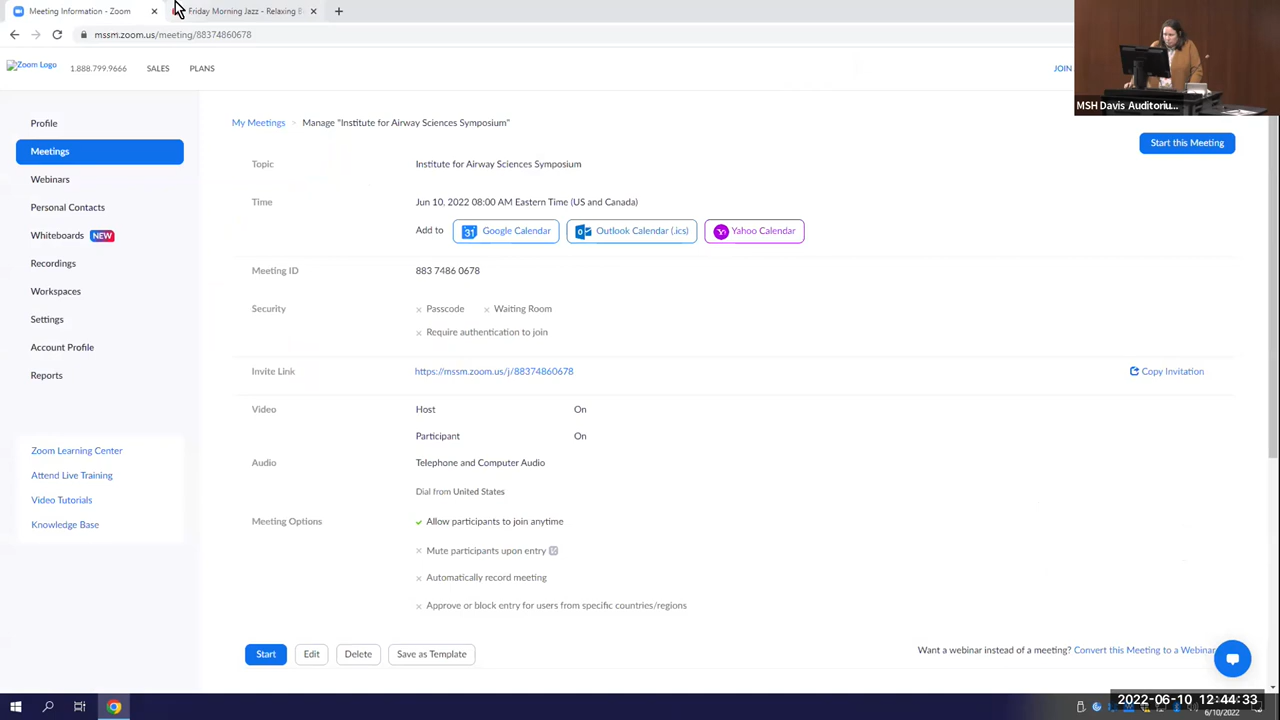 Meeting Information - Zoom
Friday Morning Jazz - Relaxing B
mssm.zoom.us/meeting/88374860678
Zoom Logo
1.888.799.9666
SALES
PLANS
JOIN
MSH Davis Auditoriu...
Profile
Meetings
Webinars
Personal Contacts
Whiteboards NEW
Recordings
Workspaces
Settings
Account Profile
Reports
Zoom Learning Center
Attend Live Training
Video Tutorials
Knowledge Base
My Meetings > Manage "Institute for Airway Sciences Symposium"
Start this Meeting
Topic Institute for Airway Sciences Symposium
Time Jun 10, 2022 08:00 AM Eastern Time (US and Canada)
Add to Google Calendar Outlook Calendar (.ics) Yahoo Calendar
Meeting ID 883 7486 0678
Security × Passcode × Waiting Room
× Require authentication to join
Invite Link https://mssm.zoom.us/j/88374860678 Copy Invitation
Video Host On
Participant On
Audio Telephone and Computer Audio
Dial from United States
Meeting Options ✓ Allow participants to join anytime
× Mute participants upon entry
× Automatically record meeting
× Approve or block entry for users from specific countries/regions
Start Edit Delete Save as Template
Want a webinar instead of a meeting? Convert this Meeting to a Webinar
2022-06-10 12:44:33
6/10/2022